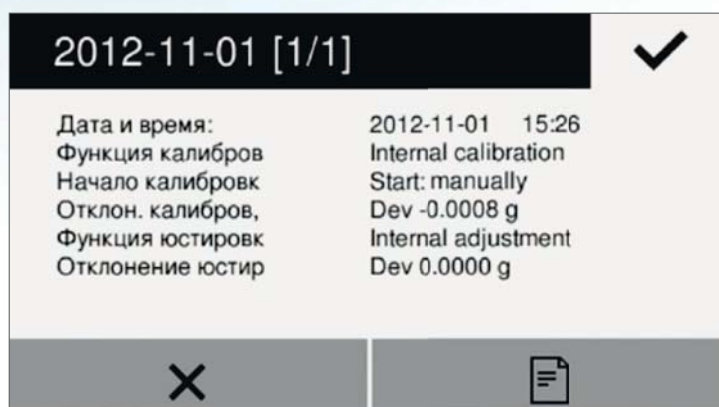 2012-11-01 [1/1]
Дата и время: 2012-11-01 15:26
Функция калибров Internal calibration
Начало калибровк Start: manually
Отклон. калибров, Dev -0.0008 g
Функция юстировк Internal adjustment
Отклонение юстир Dev 0.0000 g